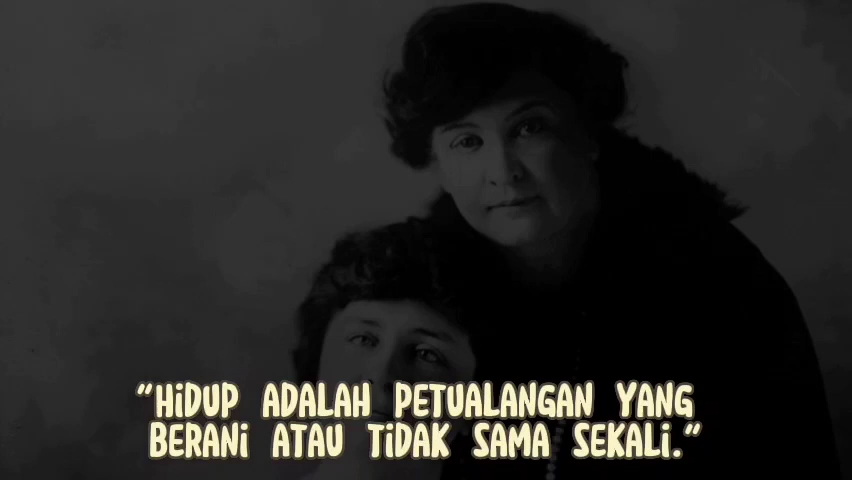 “HiDUP ADALAH PETUALANGAN YANG
BERANi ATAU TiDAK SAMA SEKALi.”